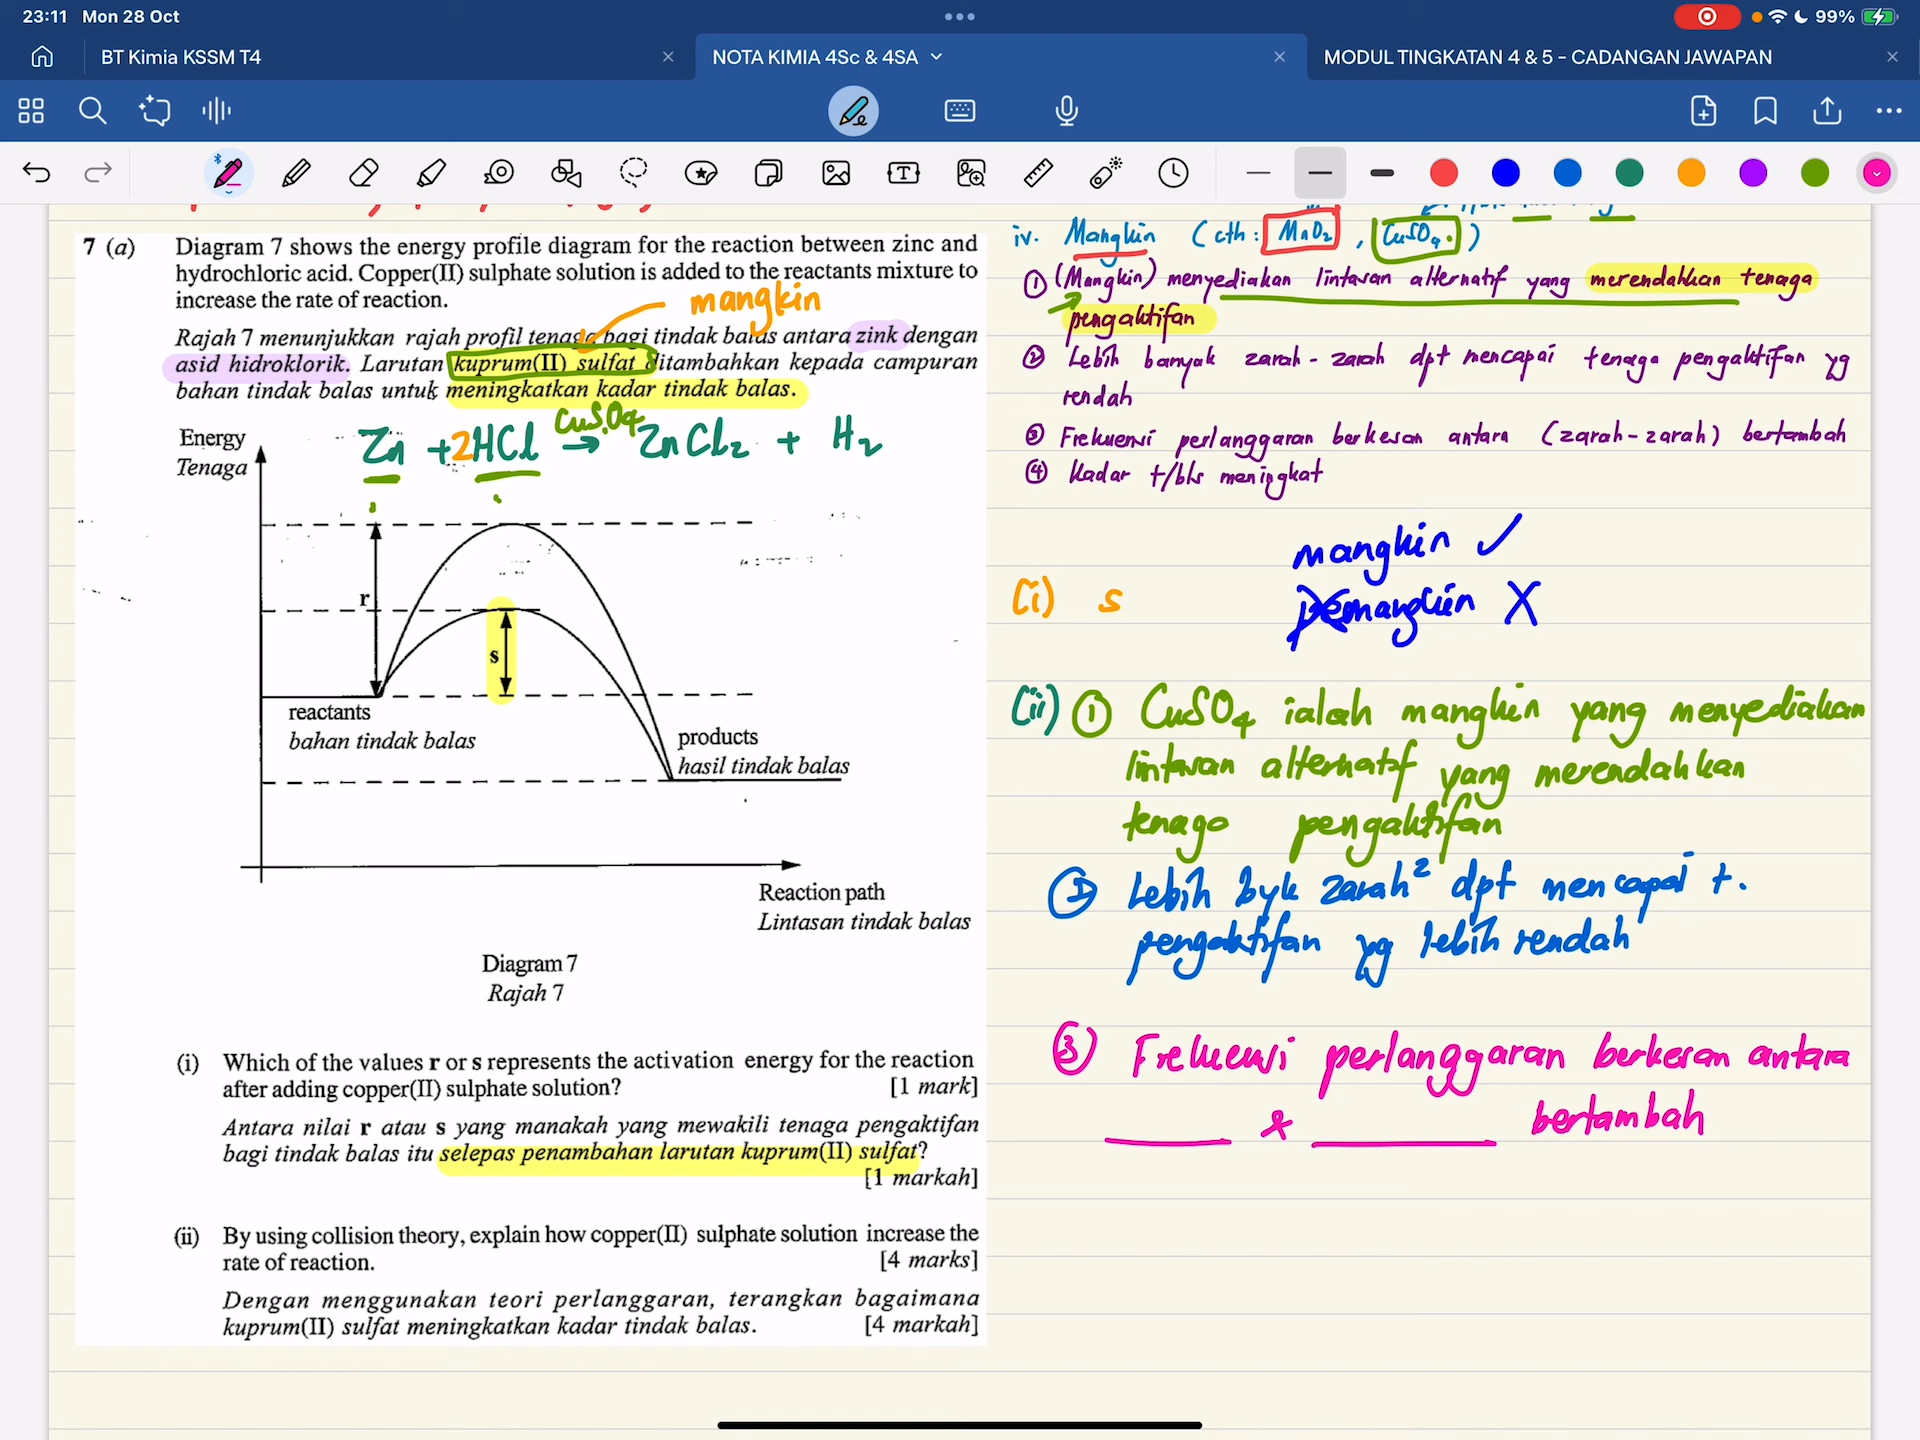 23:11 Mon 28 Oct
99%
BT Kimia KSSM T4
NOTA KIMIA 4Sc & 4SA
MODUL TINGKATAN 4 & 5 - CADANGAN JAWAPAN
7 (a) Diagram 7 shows the energy profile diagram for the reaction between zinc and
hydrochloric acid. Copper(II) sulphate solution is added to the reactants mixture to
increase the rate of reaction.
mangkin
Rajah 7 menunjukkan rajah profil tenaga bagi tindak balas antara zink dengan
asid hidroklorik. Larutan kuprum(II) sulfat ditambahkan kepada campuran
bahan tindak balas untuk meningkatkan kadar tindak balas.
CuSO4
Zn + 2HCl → ZnCl2 + H2
Energy
Tenaga
r
s
reactants
bahan tindak balas
products
hasil tindak balas
Reaction path
Lintasan tindak balas
Diagram 7
Rajah 7
(i) Which of the values r or s represents the activation energy for the reaction
after adding copper(II) sulphate solution? [1 mark]
Antara nilai r atau s yang manakah yang mewakili tenaga pengaktifan
bagi tindak balas itu selepas penambahan larutan kuprum(II) sulfat?
[1 markah]
(ii) By using collision theory, explain how copper(II) sulphate solution increase the
rate of reaction. [4 marks]
Dengan menggunakan teori perlanggaran, terangkan bagaimana
kuprum(II) sulfat meningkatkan kadar tindak balas. [4 markah]
iv. Mangkin (cth: MnO2, CuSO4.)
① (Mangkin) menyediakan lintasan alternatif yang merendahkan tenaga
pengaktifan
② Lebih banyak zarah-zarah dpt mencapai tenaga pengaktifan yg
rendah
③ Frekuensi perlanggaran berkesan antara (zarah-zarah) bertambah
④ Kadar t/bls meningkat
mangkin ✓
pemangkin X
(i) s
(ii) ① CuSO4 ialah mangkin yang menyediakan
lintasan alternatif yang merendahkan
tenaga pengaktifan
② Lebih byk zarah² dpt mencapai t.
pengaktifan yg lebih rendah
③ Frekuensi perlanggaran berkesan antara
____ & ____ bertambah